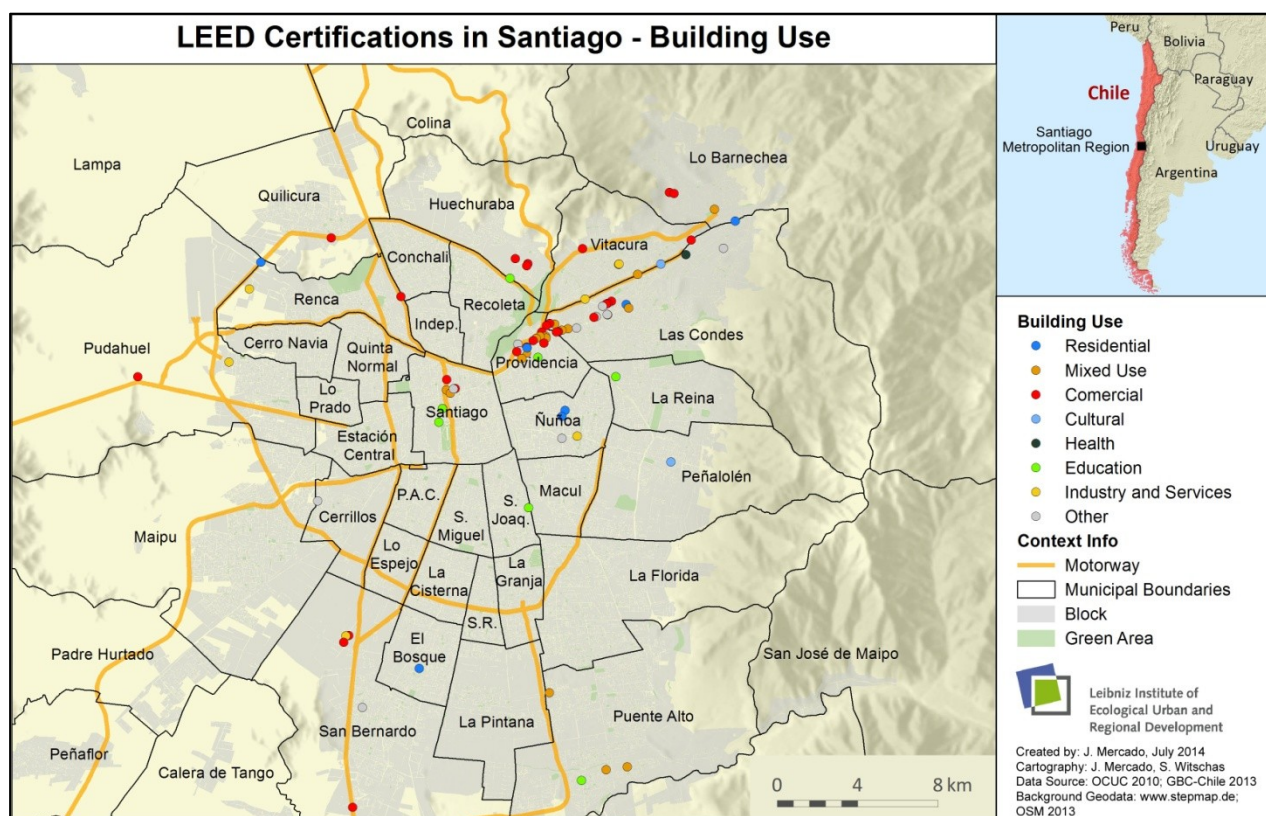 LEED Certifications in Santiago - Building Use
Peru
Bolivia
Paraguay
Chile
Santiago
Metropolitan Region
Uruguay
Argentina
Colina
Lampa
Lo Barnechea
Quilicura
Huechuraba
Vitacura
Conchali
Renca
Recoleta
Indep.
Las Condes
Pudahuel
Cerro Navia
Quinta
Normal
Providencia
Lo
Prado
Santiago
La Reina
Ñuñoa
Estación
Central
Peñalolén
P.A.C.
Macul
S.
Joaq.
Cerrillos
S.
Miguel
Maipu
Lo
Espejo
La
Granja
La
Cisterna
La Florida
S.R.
El
Bosque
Padre Hurtado
San José de Maipo
San Bernardo
La Pintana
Puente Alto
Peñaflor
Calera de Tango
0 4 8 km
Building Use
Residential
Mixed Use
Comercial
Cultural
Health
Education
Industry and Services
Other
Context Info
Motorway
Municipal Boundaries
Block
Green Area
Leibniz Institute of
Ecological Urban and
Regional Development
Created by: J. Mercado, July 2014
Cartography: J. Mercado, S. Witschas
Data Source: OCUC 2010; GBC-Chile 2013
Background Geodata: www.stepmap.de;
OSM 2013